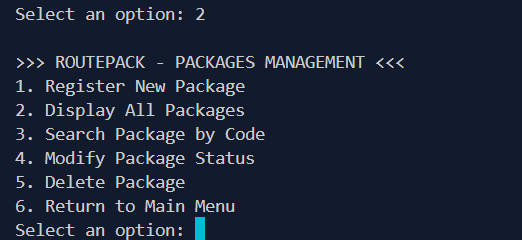 Select an option: 2
>>> ROUTEPACK - PACKAGES MANAGEMENT <<<
1. Register New Package
2. Display All Packages
3. Search Package by Code
4. Modify Package Status
5. Delete Package
6. Return to Main Menu
Select an option: